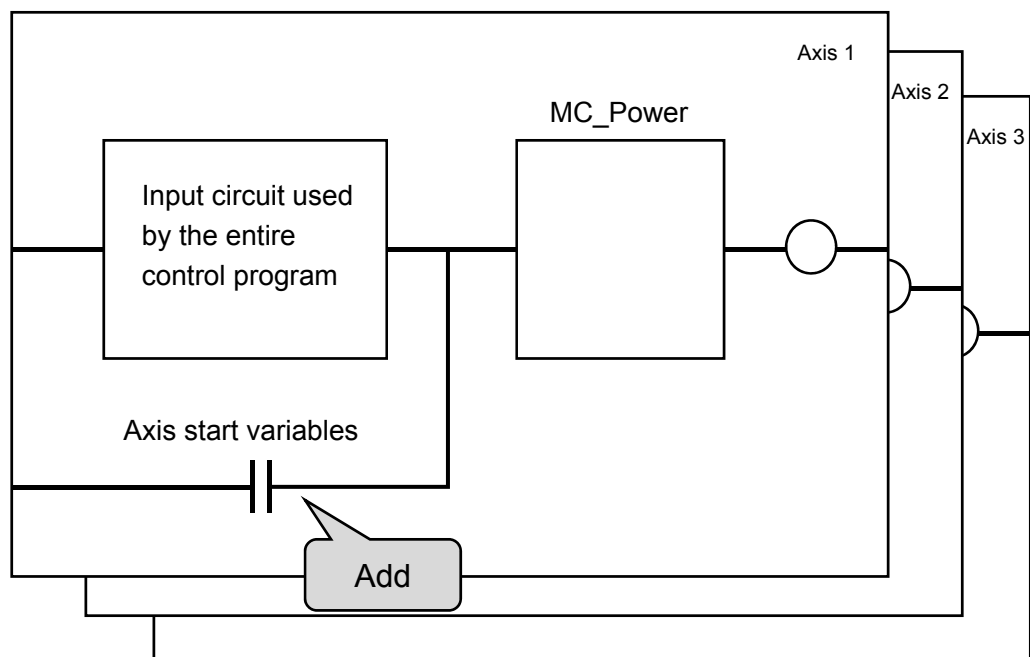 Axis 1
Axis 2
Axis 3
MC_Power
Input circuit used
by the entire
control program
Axis start variables
Add